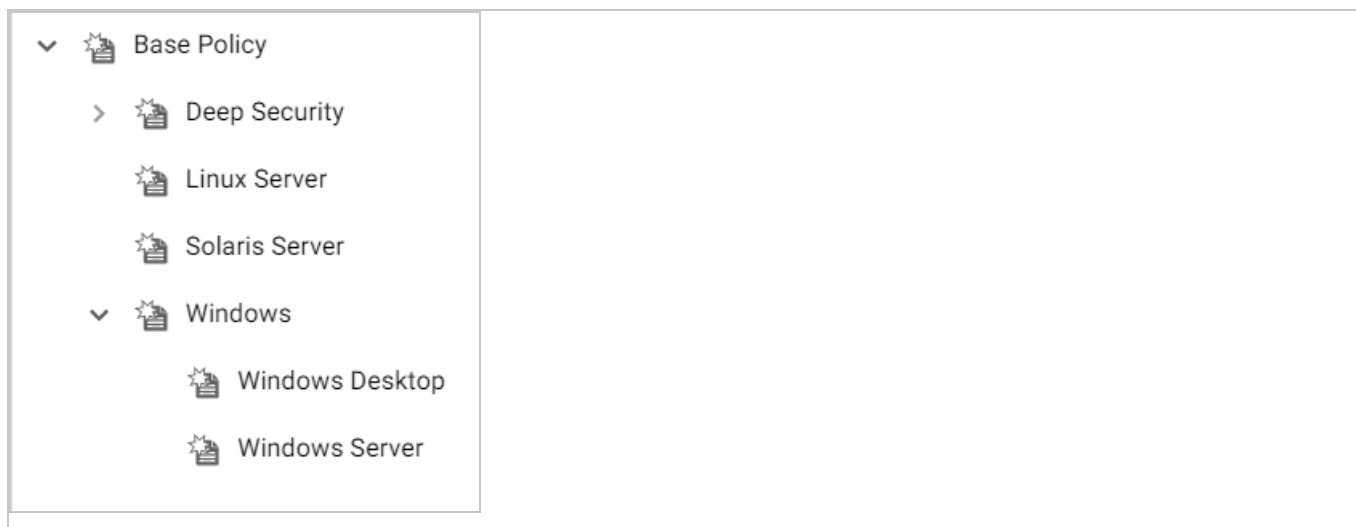 Base Policy
Deep Security
Linux Server
Solaris Server
Windows
Windows Desktop
Windows Server